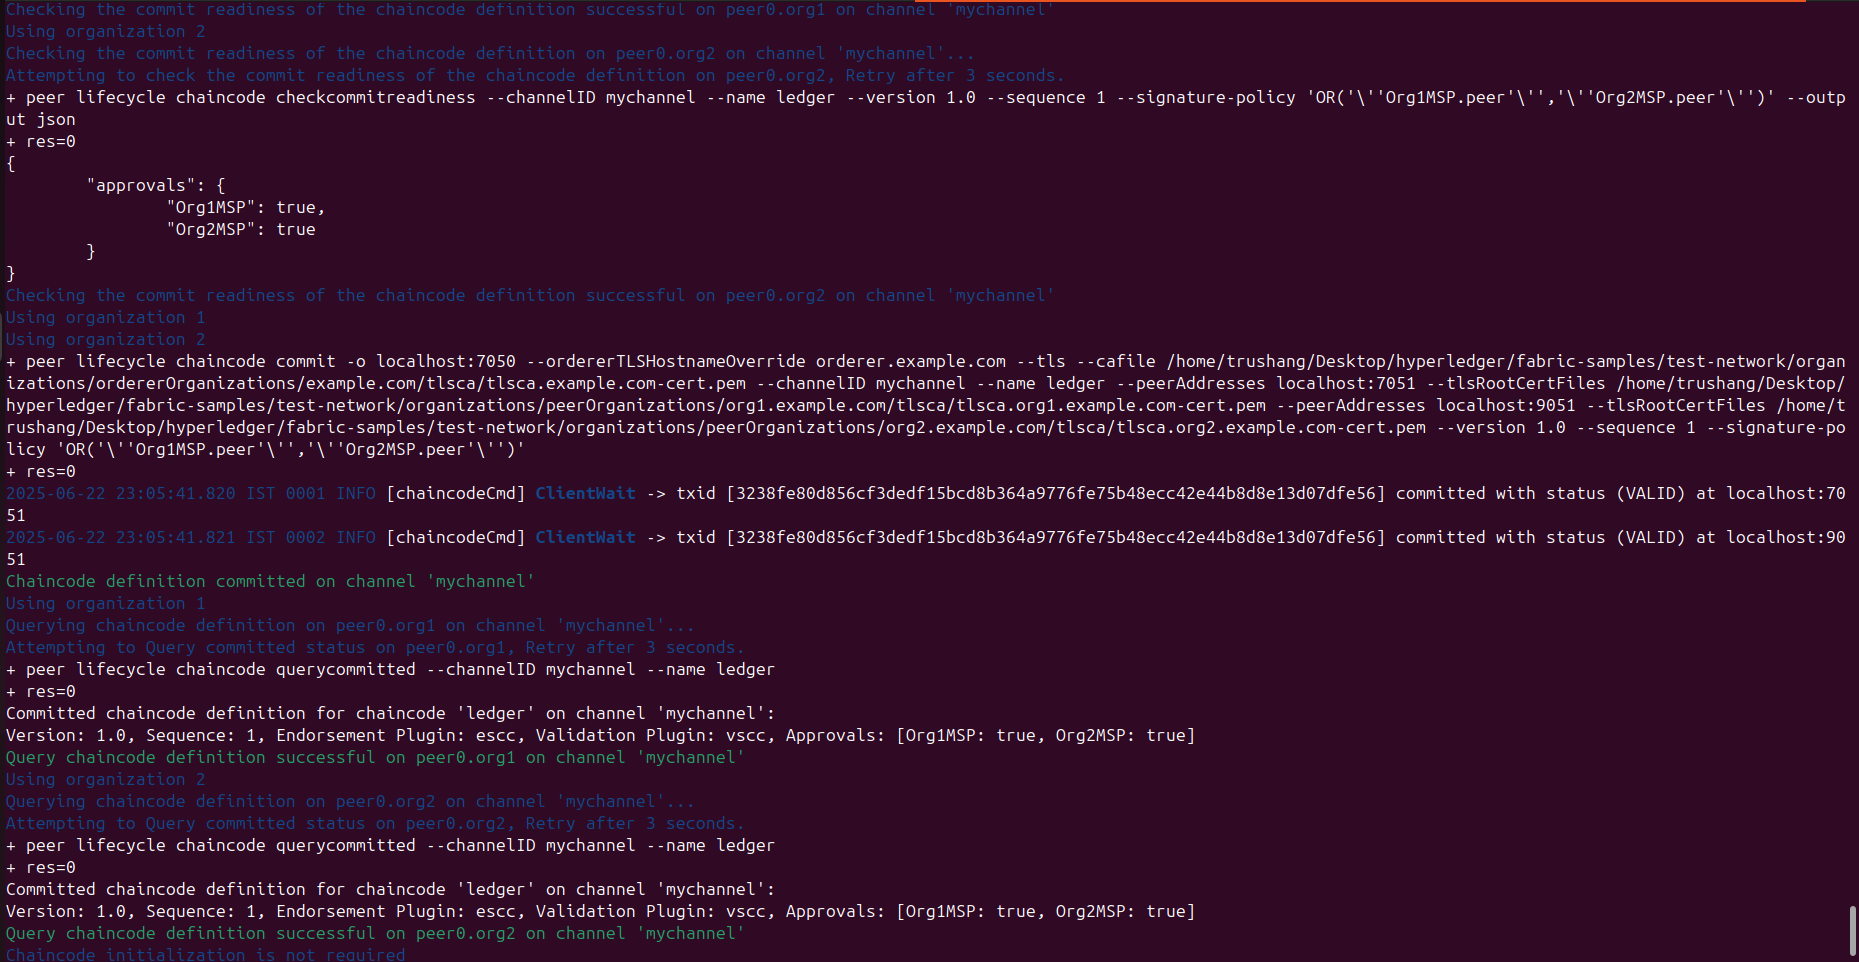 Checking the commit readiness of the chaincode definition successful on peer0.org1 on channel 'mychannel'
Using organization 2
Checking the commit readiness of the chaincode definition on peer0.org2 on channel 'mychannel'...
Attempting to check the commit readiness of the chaincode definition on peer0.org2, Retry after 3 seconds.
+ peer lifecycle chaincode checkcommitreadiness --channelID mychannel --name ledger --version 1.0 --sequence 1 --signature-policy 'OR('\''Org1MSP.peer'\'','\''Org2MSP.peer'\'')' --outp
ut json
+ res=0
{
        "approvals": {
                "Org1MSP": true,
                "Org2MSP": true
        }
}
Checking the commit readiness of the chaincode definition successful on peer0.org2 on channel 'mychannel'
Using organization 1
Using organization 2
+ peer lifecycle chaincode commit -o localhost:7050 --ordererTLSHostnameOverride orderer.example.com --tls --cafile /home/trushang/Desktop/hyperledger/fabric-samples/test-network/organ
izations/ordererOrganizations/example.com/tlsca/tlsca.example.com-cert.pem --channelID mychannel --name ledger --peerAddresses localhost:7051 --tlsRootCertFiles /home/trushang/Desktop/
hyperledger/fabric-samples/test-network/organizations/peerOrganizations/org1.example.com/tlsca/tlsca.org1.example.com-cert.pem --peerAddresses localhost:9051 --tlsRootCertFiles /home/t
rushang/Desktop/hyperledger/fabric-samples/test-network/organizations/peerOrganizations/org2.example.com/tlsca/tlsca.org2.example.com-cert.pem --version 1.0 --sequence 1 --signature-po
licy 'OR('\''Org1MSP.peer'\'','\''Org2MSP.peer'\'')'
+ res=0
2025-06-22 23:05:41.820 IST 0001 INFO [chaincodeCmd] ClientWait -> txid [3238fe80d856cf3dedf15bcd8b364a9776fe75b48ecc42e44b8d8e13d07dfe56] committed with status (VALID) at localhost:70
51
2025-06-22 23:05:41.821 IST 0002 INFO [chaincodeCmd] ClientWait -> txid [3238fe80d856cf3dedf15bcd8b364a9776fe75b48ecc42e44b8d8e13d07dfe56] committed with status (VALID) at localhost:90
51
Chaincode definition committed on channel 'mychannel'
Using organization 1
Querying chaincode definition on peer0.org1 on channel 'mychannel'...
Attempting to Query committed status on peer0.org1, Retry after 3 seconds.
+ peer lifecycle chaincode querycommitted --channelID mychannel --name ledger
+ res=0
Committed chaincode definition for chaincode 'ledger' on channel 'mychannel':
Version: 1.0, Sequence: 1, Endorsement Plugin: escc, Validation Plugin: vscc, Approvals: [Org1MSP: true, Org2MSP: true]
Query chaincode definition successful on peer0.org1 on channel 'mychannel'
Using organization 2
Querying chaincode definition on peer0.org2 on channel 'mychannel'...
Attempting to Query committed status on peer0.org2, Retry after 3 seconds.
+ peer lifecycle chaincode querycommitted --channelID mychannel --name ledger
+ res=0
Committed chaincode definition for chaincode 'ledger' on channel 'mychannel':
Version: 1.0, Sequence: 1, Endorsement Plugin: escc, Validation Plugin: vscc, Approvals: [Org1MSP: true, Org2MSP: true]
Query chaincode definition successful on peer0.org2 on channel 'mychannel'
Chaincode initialization is not required